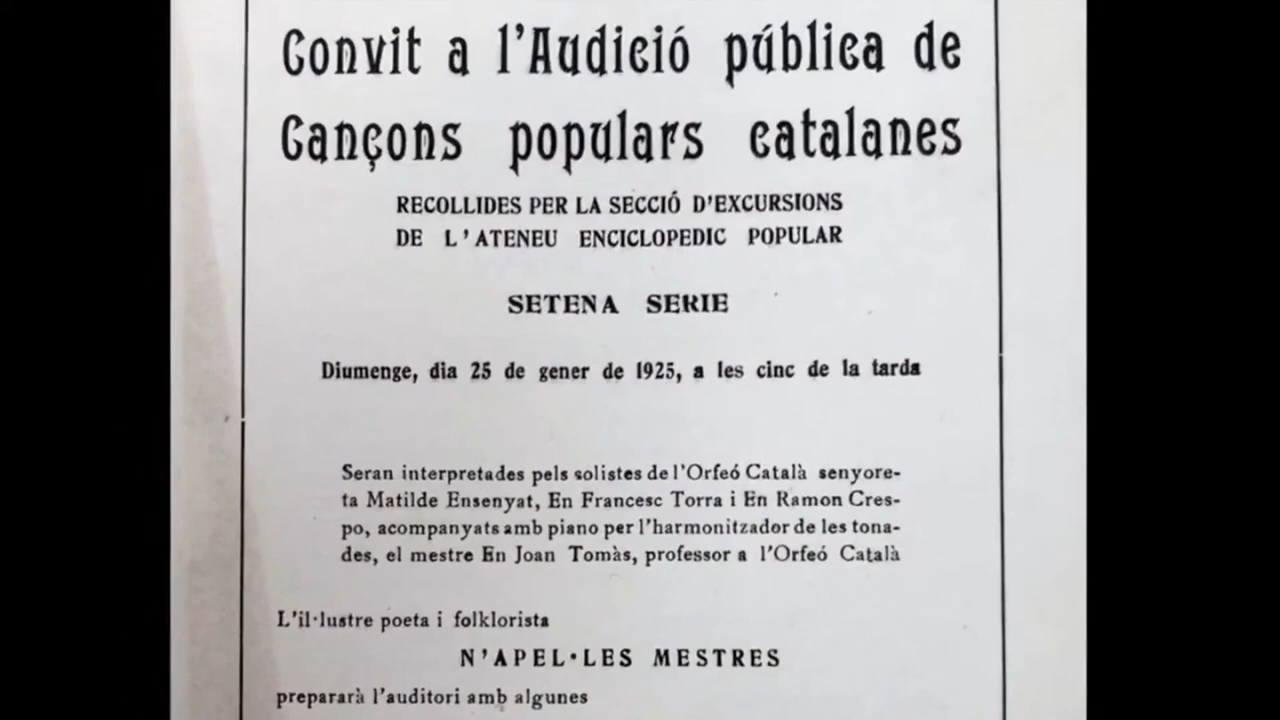 Convit a l'Audició pública de
Cançons populars catalanes
RECOLLIDES PER LA SECCIÓ D'EXCURSIONS
DE L'ATENEU ENCICLOPEDIC POPULAR
SETENA SERIE
Diumenge, dia 25 de gener de 1925, a les cinc de la tarda
Seran interpretades pels solistes de l'Orfeó Català senyore-
ta Matilde Ensenyat, En Francesc Torra i En Ramon Cres-
po, acompanyats amb piano per l'harmonitzador de les tona-
des, el mestre En Joan Tomàs, professor a l'Orfeó Català
L'il·lustre poeta i folklorista
N'APEL·LES MESTRES
prepararà l'auditori amb algunes